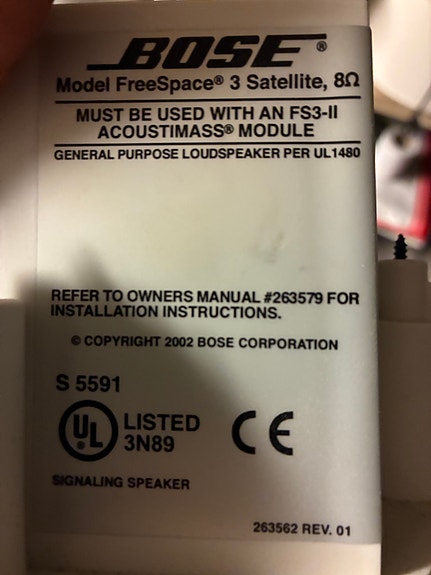 BOSE®
Model FreeSpace® 3 Satellite, 8Ω
MUST BE USED WITH AN FS3-II
ACOUSTIMASS® MODULE
GENERAL PURPOSE LOUDSPEAKER PER UL1480
REFER TO OWNERS MANUAL #263579 FOR
INSTALLATION INSTRUCTIONS.
© COPYRIGHT 2002 BOSE CORPORATION
S 5591
UL® LISTED
3N89
CE
SIGNALING SPEAKER
263562 REV. 01